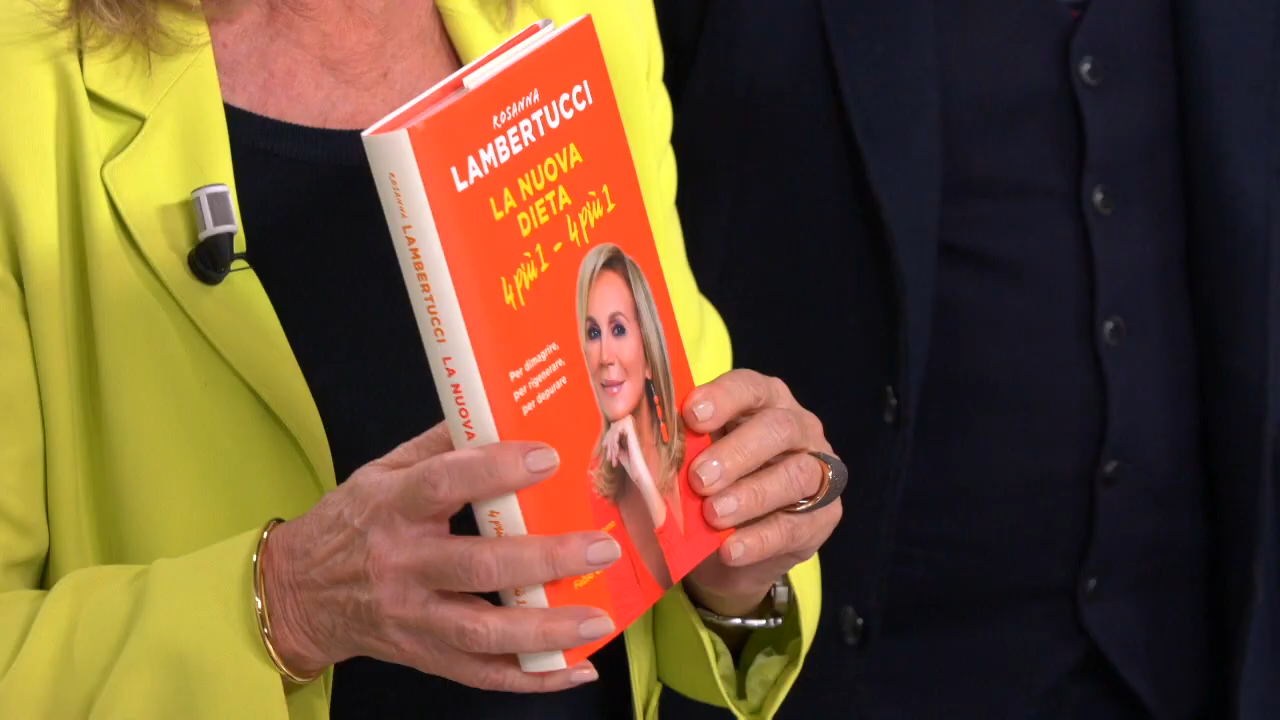 ROSANNA
LAMBERTUCCI
LA NUOVA
DIETA
4 più 1 - 4 più 1
Per dimagrire,
per rigenerare,
per depurare
ROSANNA LAMBERTUCCI LA NUOVA